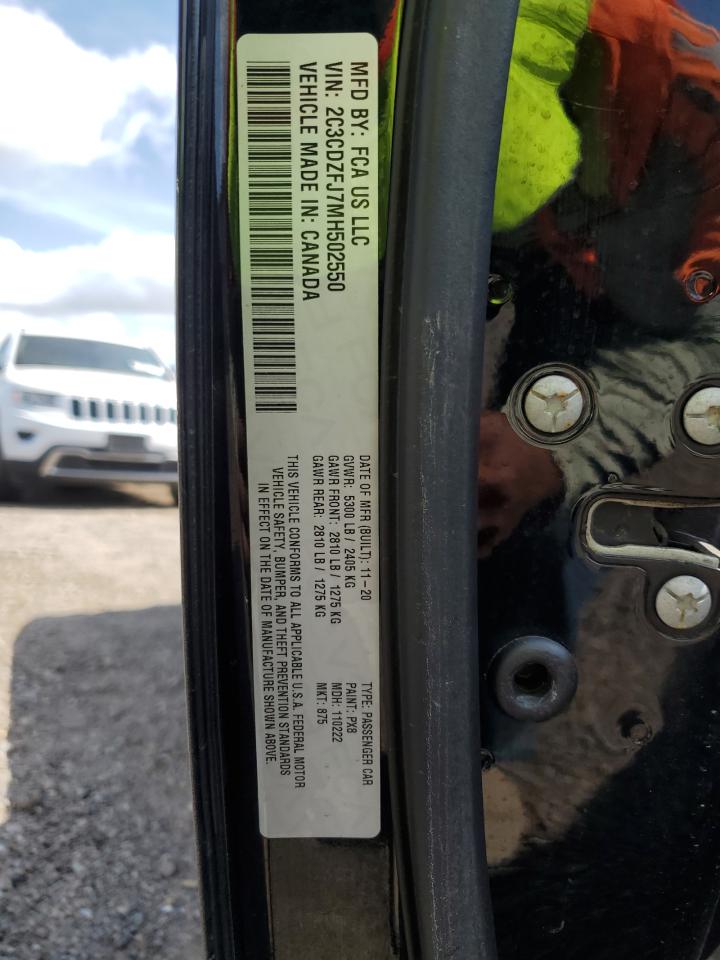 MFD BY: FCA US LLC
VIN: 2C3CDZFJ7MH502550
VEHICLE MADE IN: CANADA
DATE OF MFR (BUILT): 11-20
GVWR: 5300 LB / 2405 KG
GAWR FRONT: 2810 LB / 1275 KG
GAWR REAR: 2810 LB / 1275 KG
THIS VEHICLE CONFORMS TO ALL APPLICABLE U.S.A. FEDERAL MOTOR
VEHICLE SAFETY, BUMPER, AND THEFT PREVENTION STANDARDS
IN EFFECT ON THE DATE OF MANUFACTURE SHOWN ABOVE.
TYPE: PASSENGER CAR
PAINT: PX8
MDH: 110222
MKT: 875